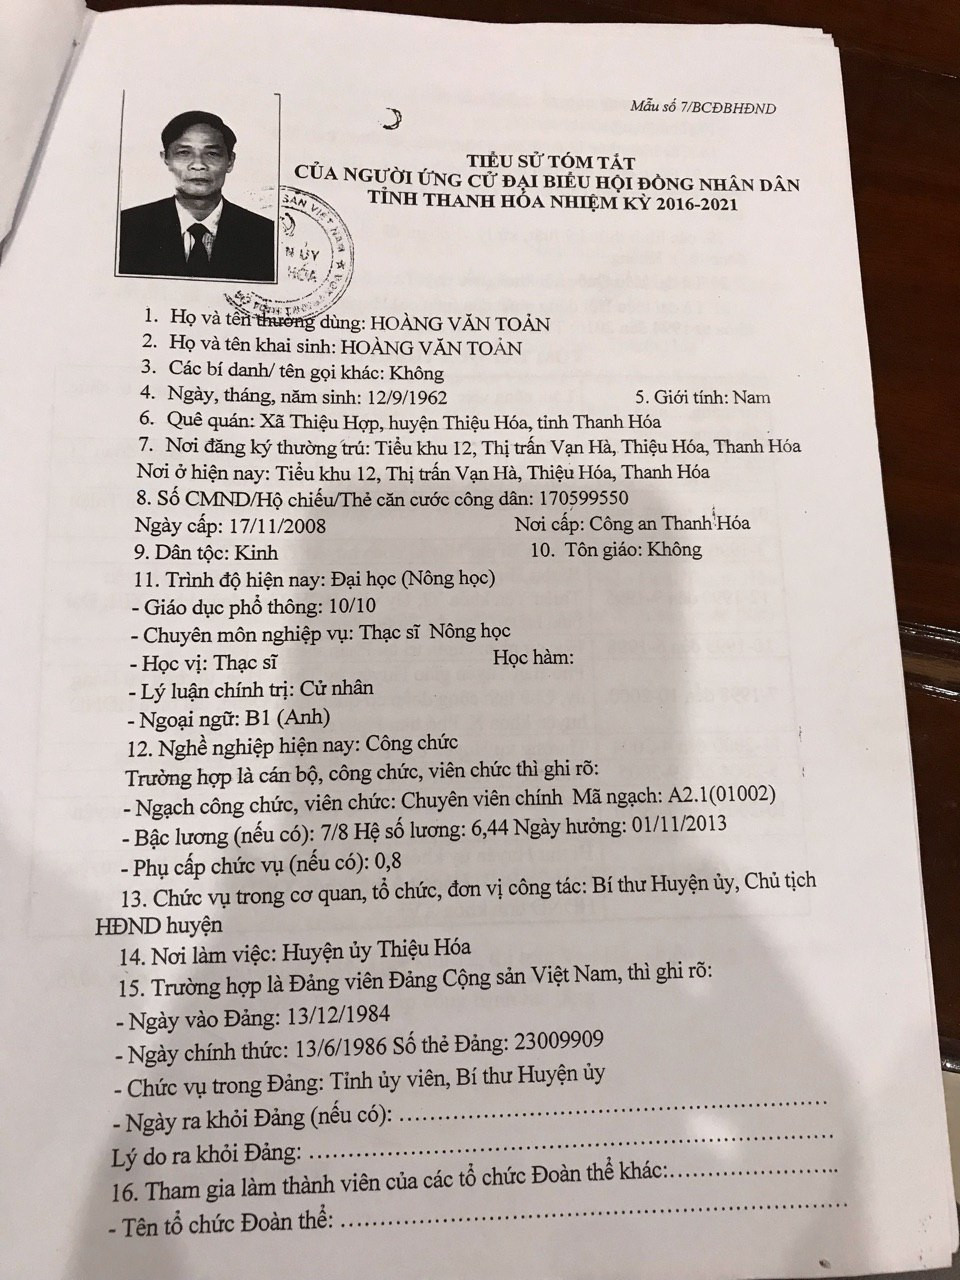 Mẫu số 7/BCĐBHĐND
TIỂU SỬ TÓM TẮT
CỦA NGƯỜI ỨNG CỬ ĐẠI BIỂU HỘI ĐỒNG NHÂN DÂN
TỈNH THANH HÓA NHIỆM KỲ 2016-2021
SẢN VIỆT NAM
N ỦY
HÓA
1. Họ và tên thường dùng: HOÀNG VĂN TOẢN
2. Họ và tên khai sinh: HOÀNG VĂN TOẢN
3. Các bí danh/ tên gọi khác: Không
4. Ngày, tháng, năm sinh: 12/9/1962 5. Giới tính: Nam
6. Quê quán: Xã Thiệu Hợp, huyện Thiệu Hóa, tỉnh Thanh Hóa
7. Nơi đăng ký thường trú: Tiểu khu 12, Thị trấn Vạn Hà, Thiệu Hóa, Thanh Hóa
Nơi ở hiện nay: Tiểu khu 12, Thị trấn Vạn Hà, Thiệu Hóa, Thanh Hóa
8. Số CMND/Hộ chiếu/Thẻ căn cước công dân: 170599550
Ngày cấp: 17/11/2008 Nơi cấp: Công an Thanh Hóa
9. Dân tộc: Kinh 10. Tôn giáo: Không
11. Trình độ hiện nay: Đại học (Nông học)
- Giáo dục phổ thông: 10/10
- Chuyên môn nghiệp vụ: Thạc sĩ Nông học
- Học vị: Thạc sĩ Học hàm:
- Lý luận chính trị: Cử nhân
- Ngoại ngữ: B1 (Anh)
12. Nghề nghiệp hiện nay: Công chức
Trường hợp là cán bộ, công chức, viên chức thì ghi rõ:
- Ngạch công chức, viên chức: Chuyên viên chính Mã ngạch: A2.1(01002)
- Bậc lương (nếu có): 7/8 Hệ số lương: 6,44 Ngày hưởng: 01/11/2013
- Phụ cấp chức vụ (nếu có): 0,8
13. Chức vụ trong cơ quan, tổ chức, đơn vị công tác: Bí thư Huyện ủy, Chủ tịch
HĐND huyện
14. Nơi làm việc: Huyện ủy Thiệu Hóa
15. Trường hợp là Đảng viên Đảng Cộng sản Việt Nam, thì ghi rõ:
- Ngày vào Đảng: 13/12/1984
- Ngày chính thức: 13/6/1986 Số thẻ Đảng: 23009909
- Chức vụ trong Đảng: Tỉnh ủy viên, Bí thư Huyện ủy
- Ngày ra khỏi Đảng (nếu có): ……………………………………………
Lý do ra khỏi Đảng: ………………………………………………………
16. Tham gia làm thành viên của các tổ chức Đoàn thể khác:…………………..
- Tên tổ chức Đoàn thể: ……………………………………………………